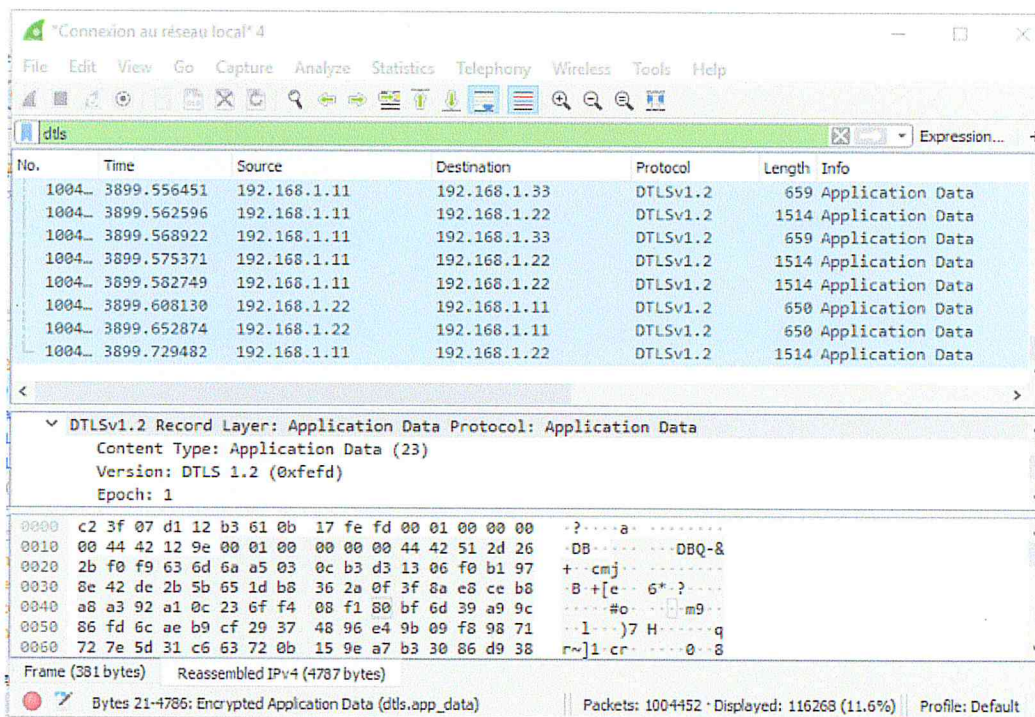 "Connexion au réseau local* 4
File Edit View Go Capture Analyze Statistics Telephony Wireless Tools Help
dtls Expression... +
No. Time Source Destination Protocol Length Info
1004… 3899.556451 192.168.1.11 192.168.1.33 DTLSv1.2 659 Application Data
1004… 3899.562596 192.168.1.11 192.168.1.22 DTLSv1.2 1514 Application Data
1004… 3899.568922 192.168.1.11 192.168.1.33 DTLSv1.2 659 Application Data
1004… 3899.575371 192.168.1.11 192.168.1.22 DTLSv1.2 1514 Application Data
1004… 3899.582749 192.168.1.11 192.168.1.22 DTLSv1.2 1514 Application Data
1004… 3899.608130 192.168.1.22 192.168.1.11 DTLSv1.2 650 Application Data
1004… 3899.652874 192.168.1.22 192.168.1.11 DTLSv1.2 650 Application Data
1004… 3899.729482 192.168.1.11 192.168.1.22 DTLSv1.2 1514 Application Data
DTLSv1.2 Record Layer: Application Data Protocol: Application Data
Content Type: Application Data (23)
Version: DTLS 1.2 (0xfefd)
Epoch: 1
0000 c2 3f 07 d1 12 b3 61 0b 17 fe fd 00 01 00 00 00 ·?····a· ········
0010 00 44 42 12 9e 00 01 00 00 00 00 44 42 51 2d 26 ·DB····· ···DBQ-&
0020 2b f0 f9 63 6d 6a a5 03 0c b3 d3 13 06 f0 b1 97 +··cmj·· ········
0030 8e 42 de 2b 5b 65 1d b8 36 2a 0f 3f 8a e8 ce b8 ·B·+[e·· 6*·?····
0040 a8 a3 92 a1 0c 23 6f f4 08 f1 80 bf 6d 39 a9 9c ·····#o· ····m9··
0050 86 fd 6c ae b9 cf 29 37 48 96 e4 9b 09 f8 98 71 ··l···)7 H······q
0060 72 7e 5d 31 c6 63 72 0b 15 9e a7 b3 30 86 d9 38 r~]1·cr· ····0··8
Frame (381 bytes) Reassembled IPv4 (4787 bytes)
Bytes 21-4786: Encrypted Application Data (dtls.app_data) Packets: 1004452 · Displayed: 116268 (11.6%) Profile: Default